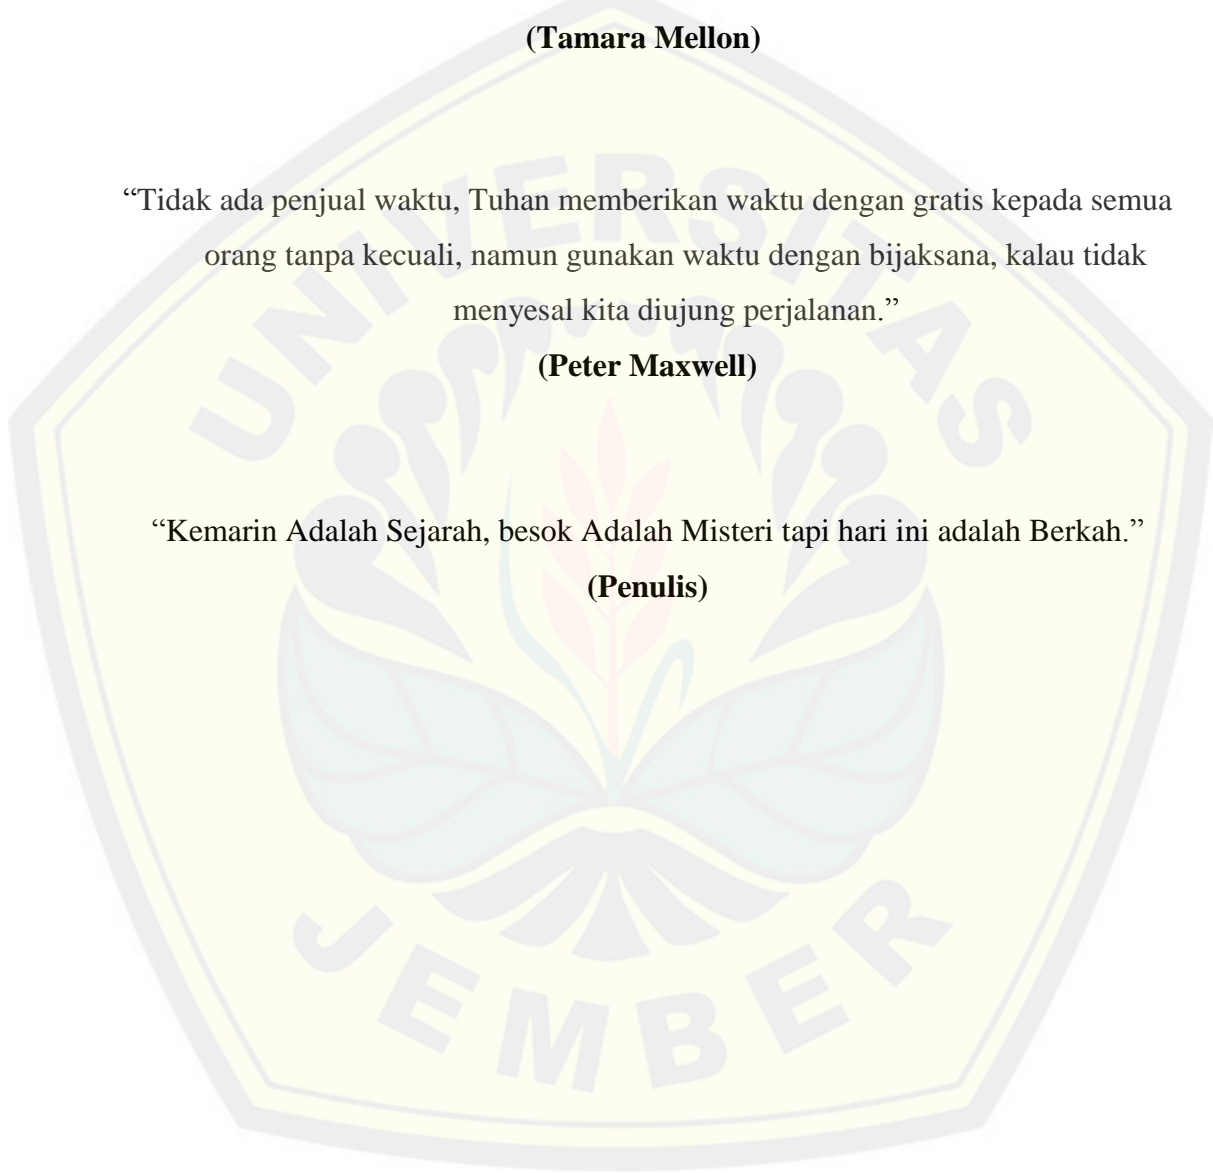 (Tamara Mellon)
“Tidak ada penjual waktu, Tuhan memberikan waktu dengan gratis kepada semua
orang tanpa kecuali, namun gunakan waktu dengan bijaksana, kalau tidak
menyesal kita diujung perjalanan.”
(Peter Maxwell)
“Kemarin Adalah Sejarah, besok Adalah Misteri tapi hari ini adalah Berkah.”
(Penulis)
UNIVERSITAS
JEMBER